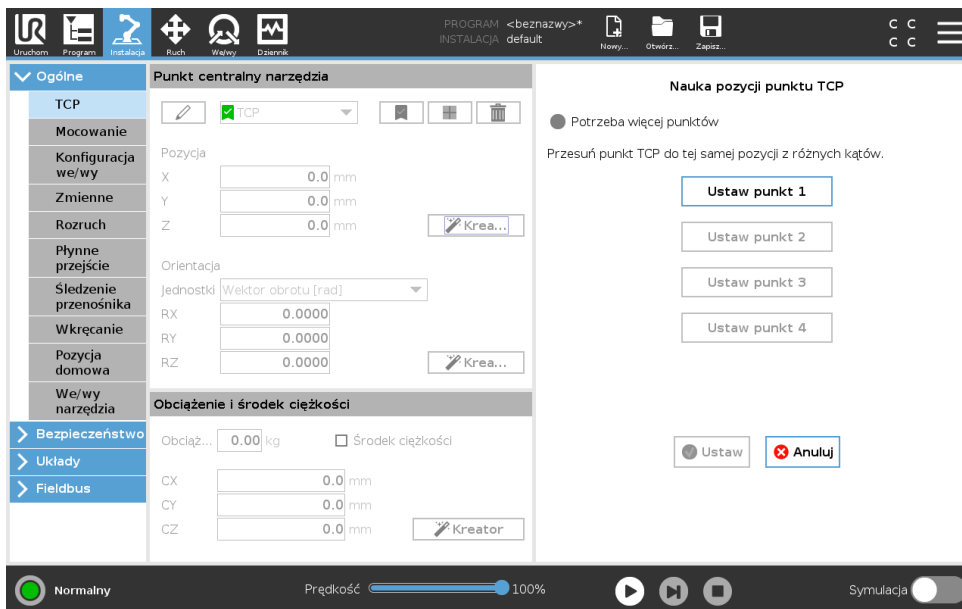 PROGRAM <beznazwy>*
INSTALACJA default
Uruchom Program Instalacja Ruch We/wy Dziennik Nowy... Otwórz... Zapisz...
C C
C C
Ogólne
TCP
Mocowanie
Konfiguracja
we/wy
Zmienne
Rozruch
Płynne
przejście
Śledzenie
przenośnika
Wkręcanie
Pozycja
domowa
We/wy
narzędzia
Bezpieczeństwo
Układy
Fieldbus
Punkt centralny narzędzia
TCP
Pozycja
X 0.0 mm
Y 0.0 mm
Z 0.0 mm Krea...
Orientacja
Jednostki Wektor obrotu [rad]
RX 0.0000
RY 0.0000
RZ 0.0000 Krea...
Obciążenie i środek ciężkości
Obciąż... 0.00 kg Środek ciężkości
CX 0.0 mm
CY 0.0 mm
CZ 0.0 mm Kreator
Nauka pozycji punktu TCP
Potrzeba więcej punktów
Przesuń punkt TCP do tej samej pozycji z różnych kątów.
Ustaw punkt 1
Ustaw punkt 2
Ustaw punkt 3
Ustaw punkt 4
Ustaw Anuluj
Normalny Prędkość 100% Symulacja